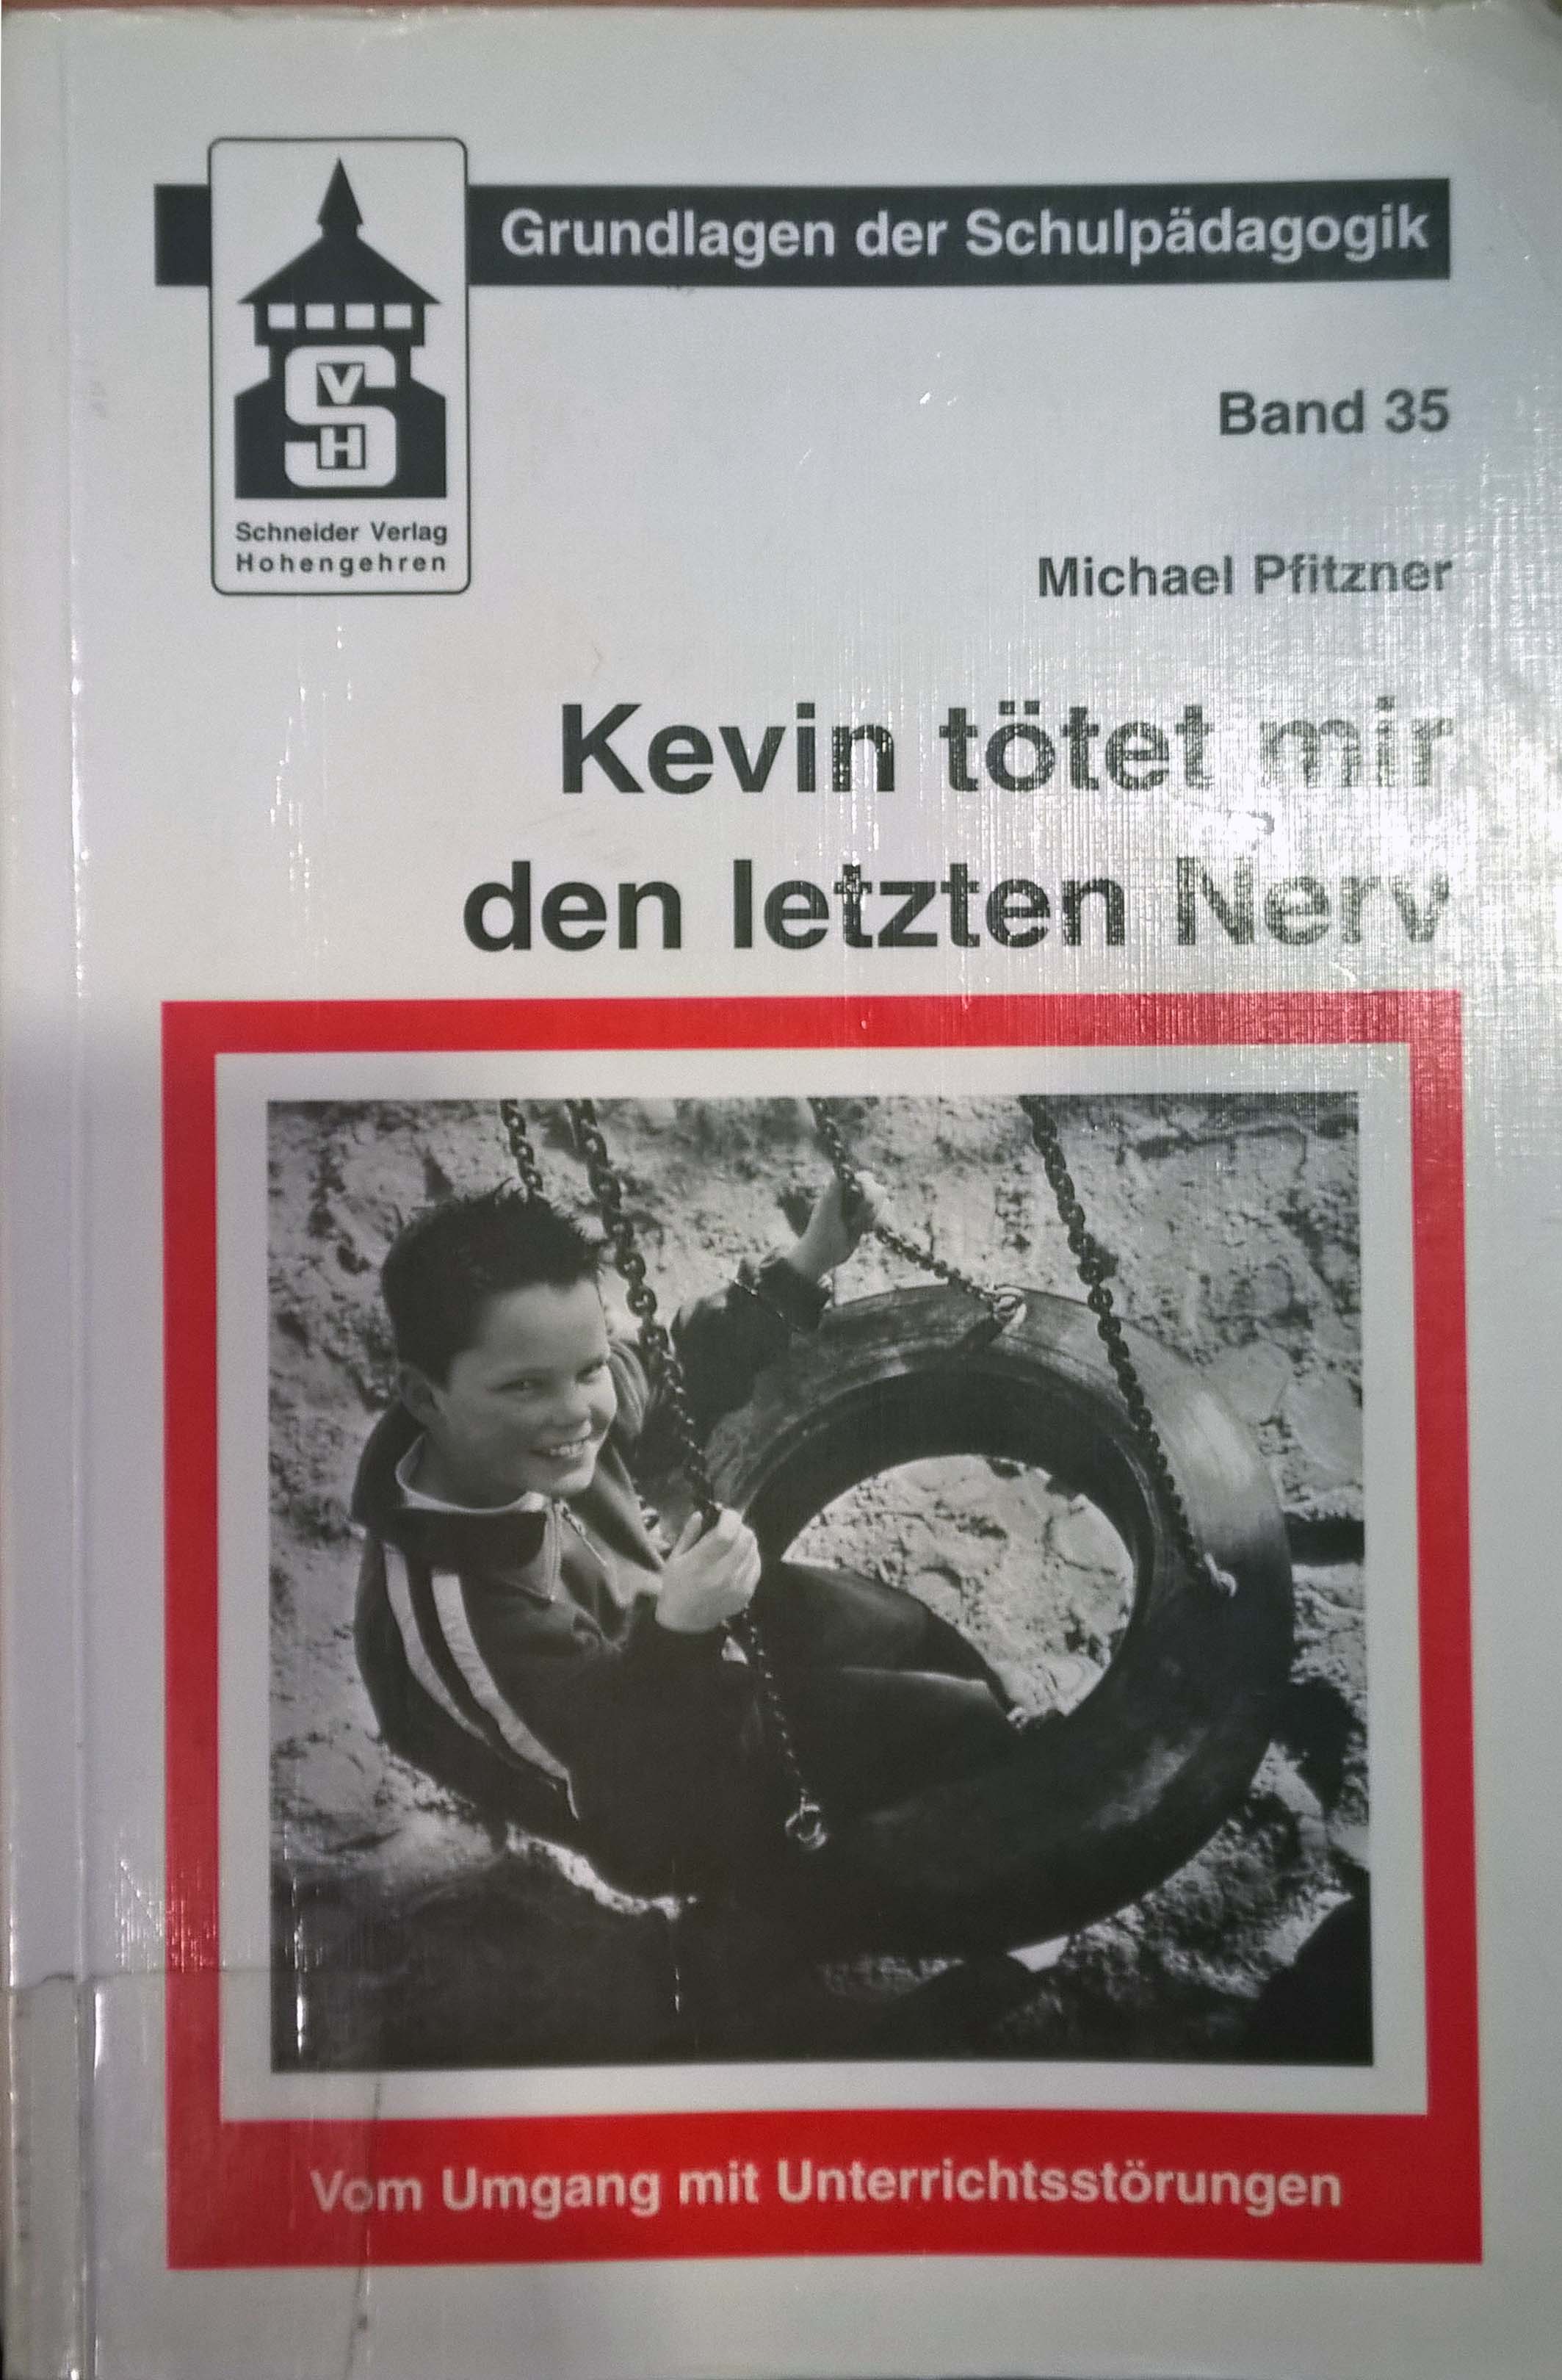 Grundlagen der Schulpädagogik
V
S
H
Schneider Verlag
Hohengehren
Band 35
Michael Pfitzner
Kevin tötet mir
den letzten Nerv
Vom Umgang mit Unterrichtsstörungen